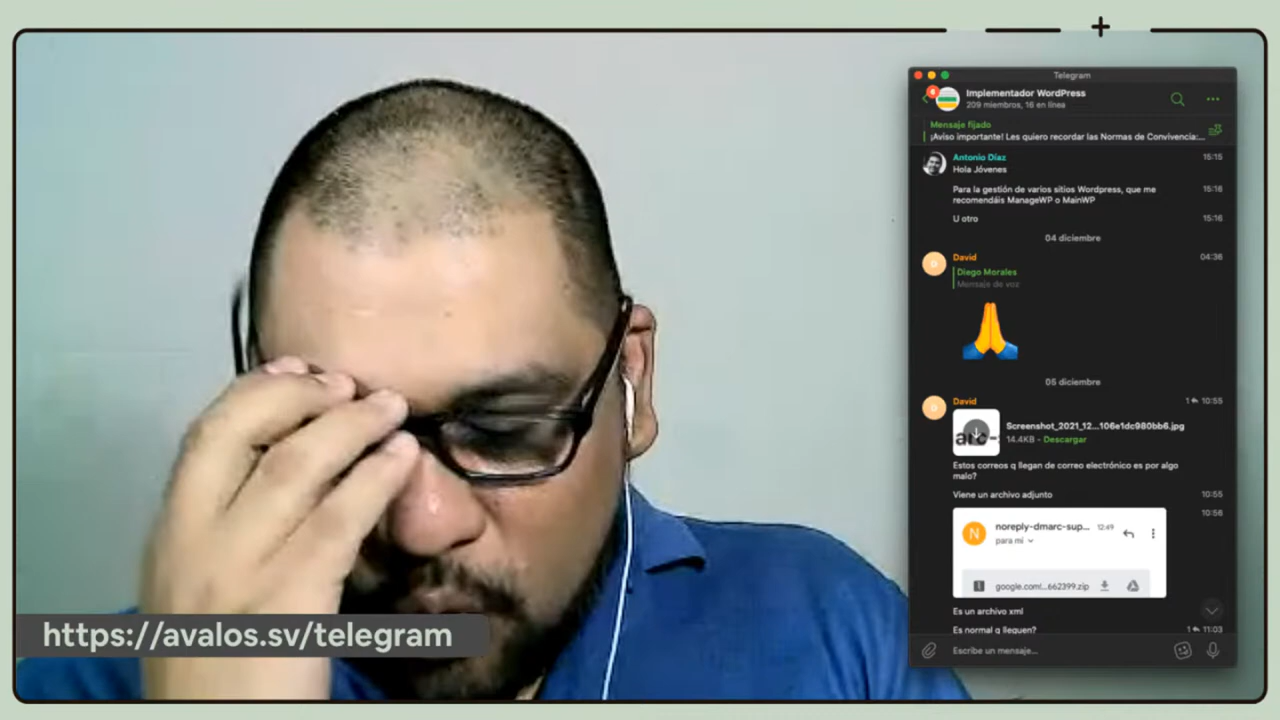 Telegram
6
Implementador WordPress
209 miembros, 16 en línea
Mensaje fijado
¡Aviso importante! Les quiero recordar las Normas de Convivencia:...
Antonio Díaz 15:15
Hola Jóvenes
Para la gestión de varios sitios Wordpress, que me 15:16
recomendáis ManageWP o MainWP
U otro 15:16
04 diciembre
D
David 04:36
Diego Morales
Mensaje de voz
05 diciembre
D
David 1 10:55
Screenshot_2021_12...106e1dc980bb6.jpg
14.4KB - Descargar
Estos correos q llegan de correo electrónico es por algo
malo?
Viene un archivo adjunto 10:55
10:56
N
noreply-dmarc-sup... 12:49
para mi
google.com!...662399.zip
Es un archivo xml
Es normal q lleguen? 1 11:03
Escribe un mensaje...
https://avalos.sv/telegram